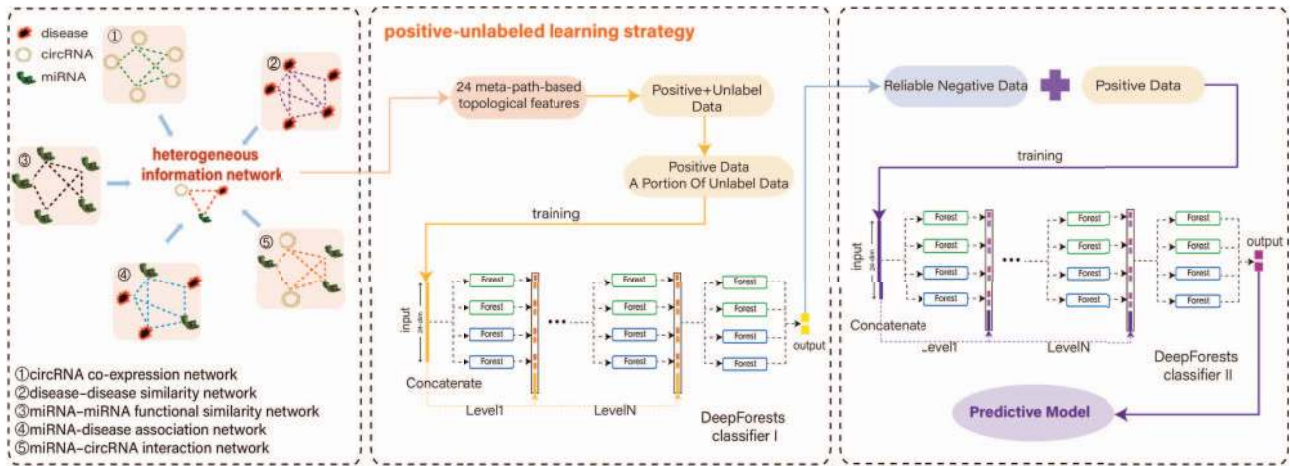 disease
circRNA
miRNA
①
②
③
④
⑤
heterogeneous
information network
①circRNA co-expression network
②disease–disease similarity network
③miRNA–miRNA functional similarity network
④miRNA-disease association network
⑤miRNA–circRNA interaction network
positive-unlabeled learning strategy
24 meta-path-based
topological features
Positive+Unlabel
Data
Positive Data
A Portion Of Unlabel Data
training
input
24-dim
Forest
Forest
Forest
Forest
Forest
Forest
Forest
Forest
Forest
Forest
Forest
Forest
output
Concatenate
Level1
LevelN
DeepForests
classifier I
Reliable Negative Data
Positive Data
training
input
24-dim
Forest
Forest
Forest
Forest
Forest
Forest
Forest
Forest
Forest
Forest
Forest
Forest
output
Concatenate
Level1
LevelN
DeepForests
classifier II
Predictive Model